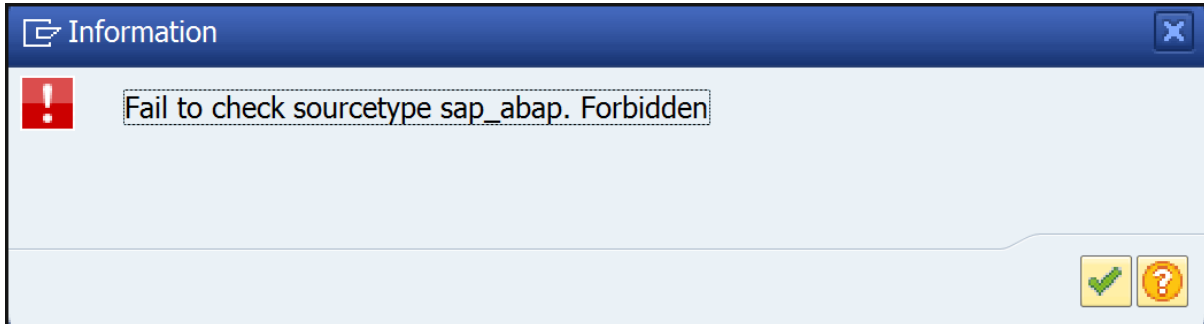 Information
Fail to check sourcetype sap_abap. Forbidden